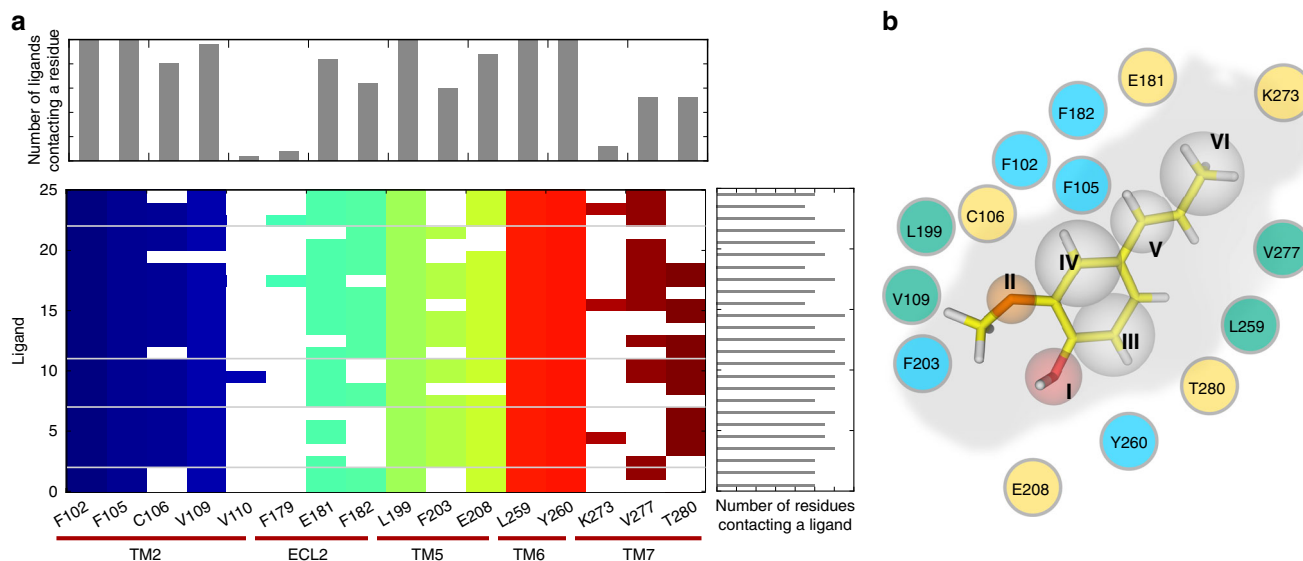 a
Number of ligands
contacting a residue
Ligand
25
20
15
10
5
0
F102 F105 C106 V109 V110 F179 E181 F182 L199 F203 E208 L259 Y260 K273 V277 T280
TM2 ECL2 TM5 TM6 TM7
Number of residues
contacting a ligand
b
E181
K273
F182
F102
F105
C106
L199
V109
F203
V277
L259
T280
Y260
E208
VI
V
IV
II
III
I